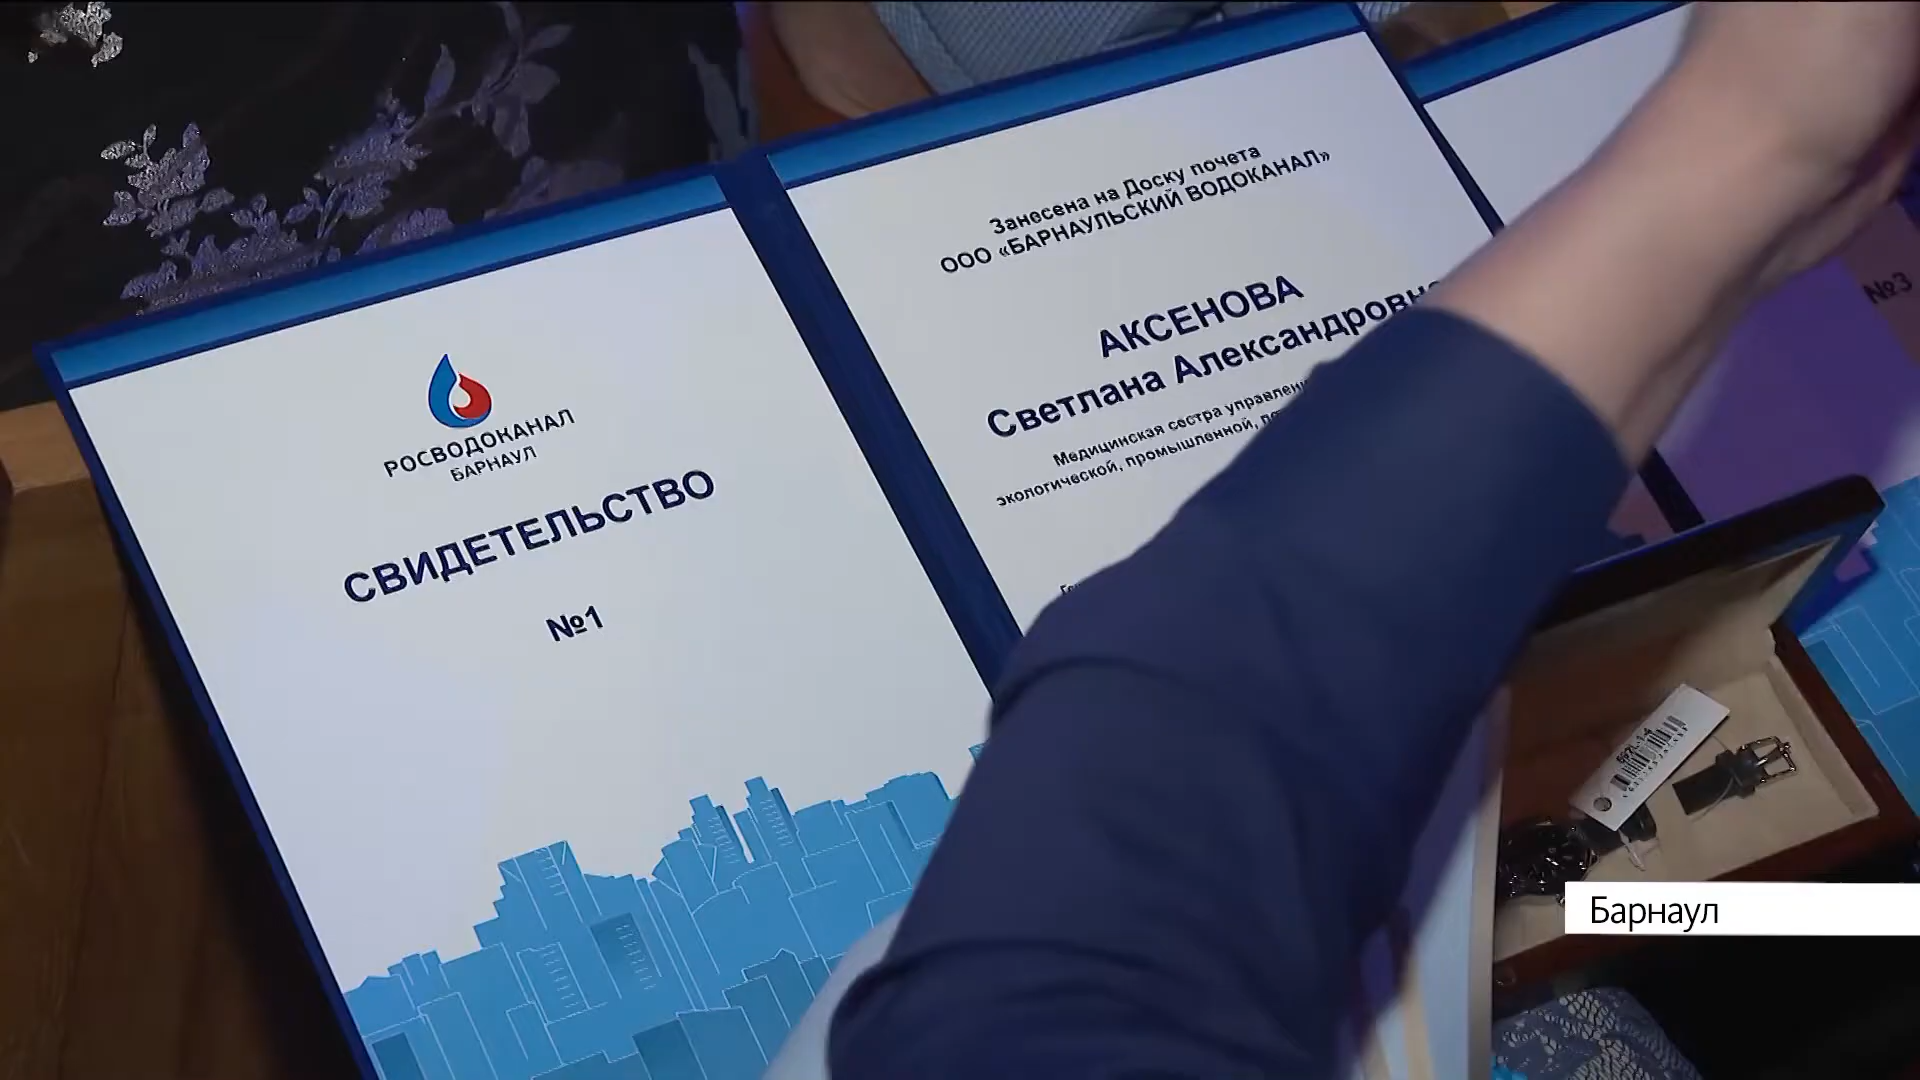 РОСВОДОКАНАЛ
БАРНАУЛ
СВИДЕТЕЛЬСТВО
№1
Занесена на Доску почета
ООО «БАРНАУЛЬСКИЙ ВОДОКАНАЛ»
АКСЕНОВА
Светлана Александровн
Медицинская сестра управлени
экологической, промышленной,
№3
Барнаул